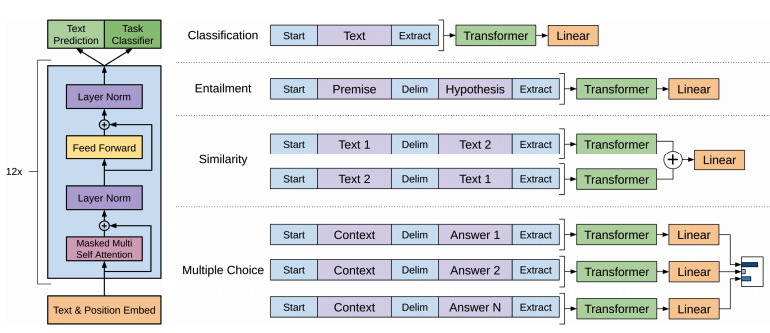 Text
Prediction
Task
Classifier
Layer Norm
Feed Forward
12x
Layer Norm
Masked Multi
Self Attention
Text & Position Embed
Classification
Start
Text
Extract
Transformer
Linear
Entailment
Start
Premise
Delim
Hypothesis
Extract
Transformer
Linear
Similarity
Start
Text 1
Delim
Text 2
Extract
Transformer
Start
Text 2
Delim
Text 1
Extract
Transformer
Linear
Multiple Choice
Start
Context
Delim
Answer 1
Extract
Transformer
Linear
Start
Context
Delim
Answer 2
Extract
Transformer
Linear
Start
Context
Delim
Answer N
Extract
Transformer
Linear